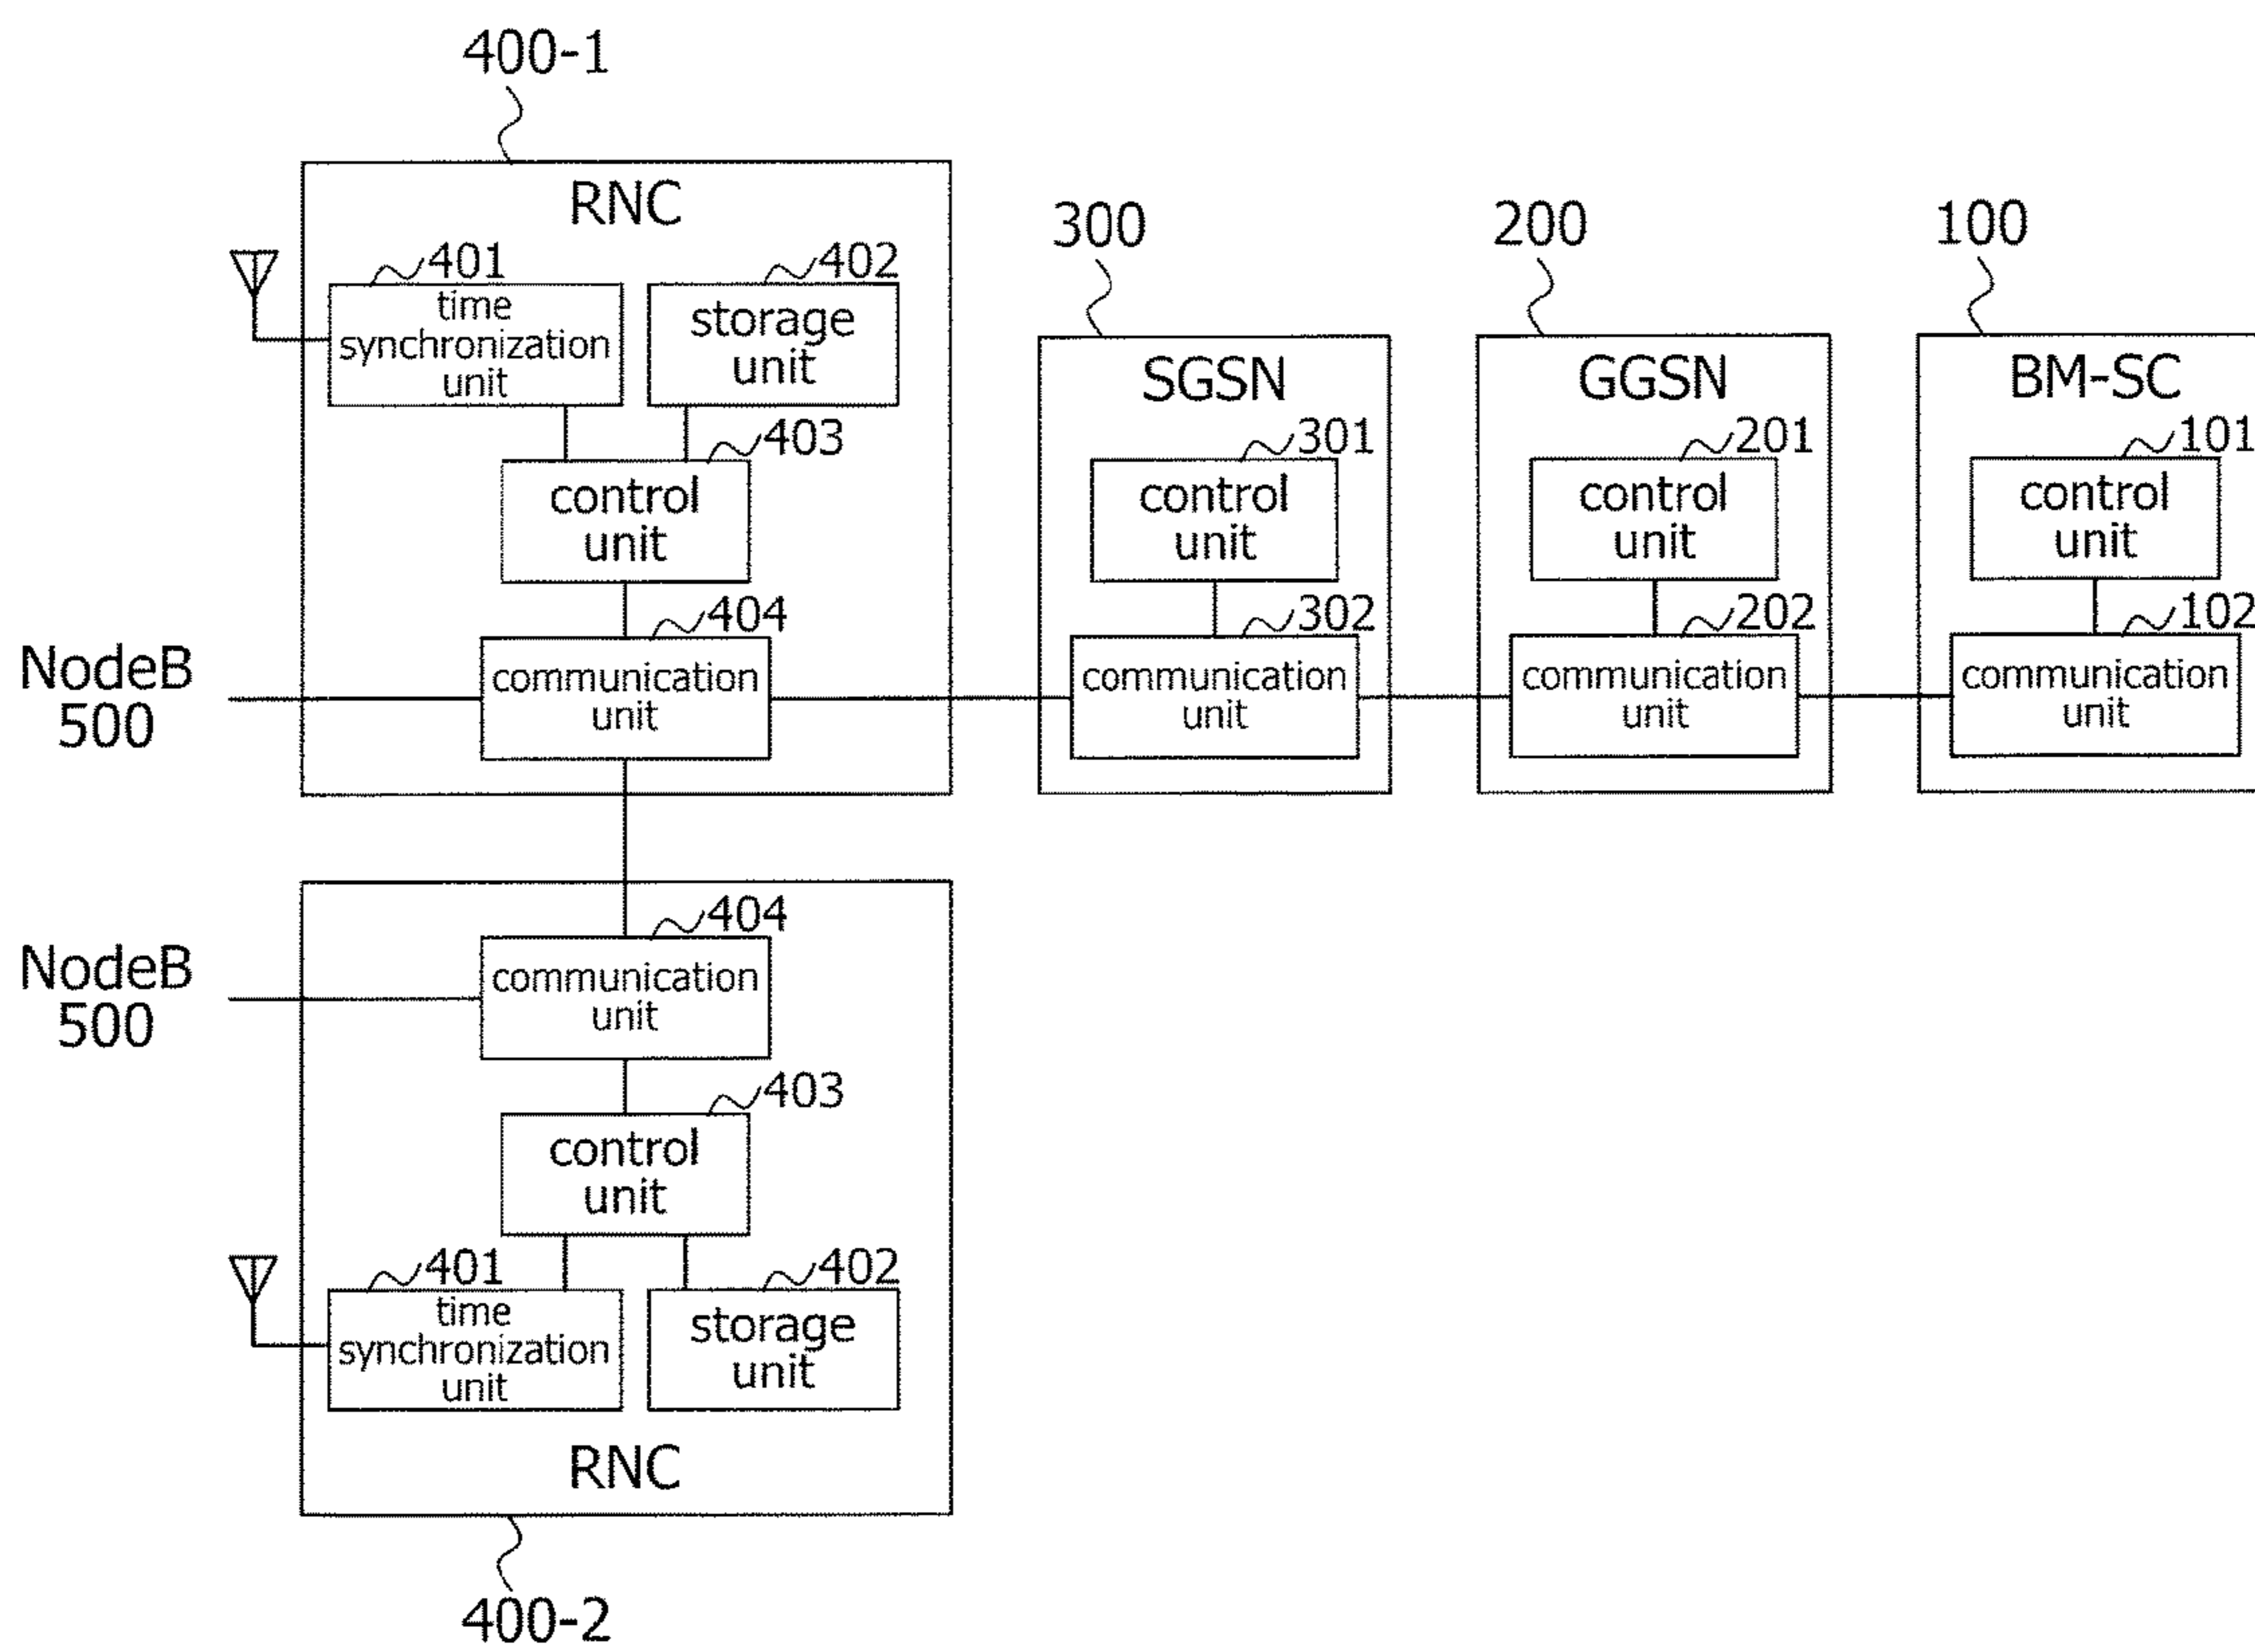 400-1
RNC
401
time
synchronization
unit
402
storage
unit
403
control
unit
404
communication
unit
NodeB
500
300
SGSN
301
control
unit
302
communication
unit
200
GGSN
201
control
unit
202
communication
unit
100
BM-SC
101
control
unit
102
communication
unit
404
communication
unit
NodeB
500
403
control
unit
401
time
synchronization
unit
402
storage
unit
RNC
400-2